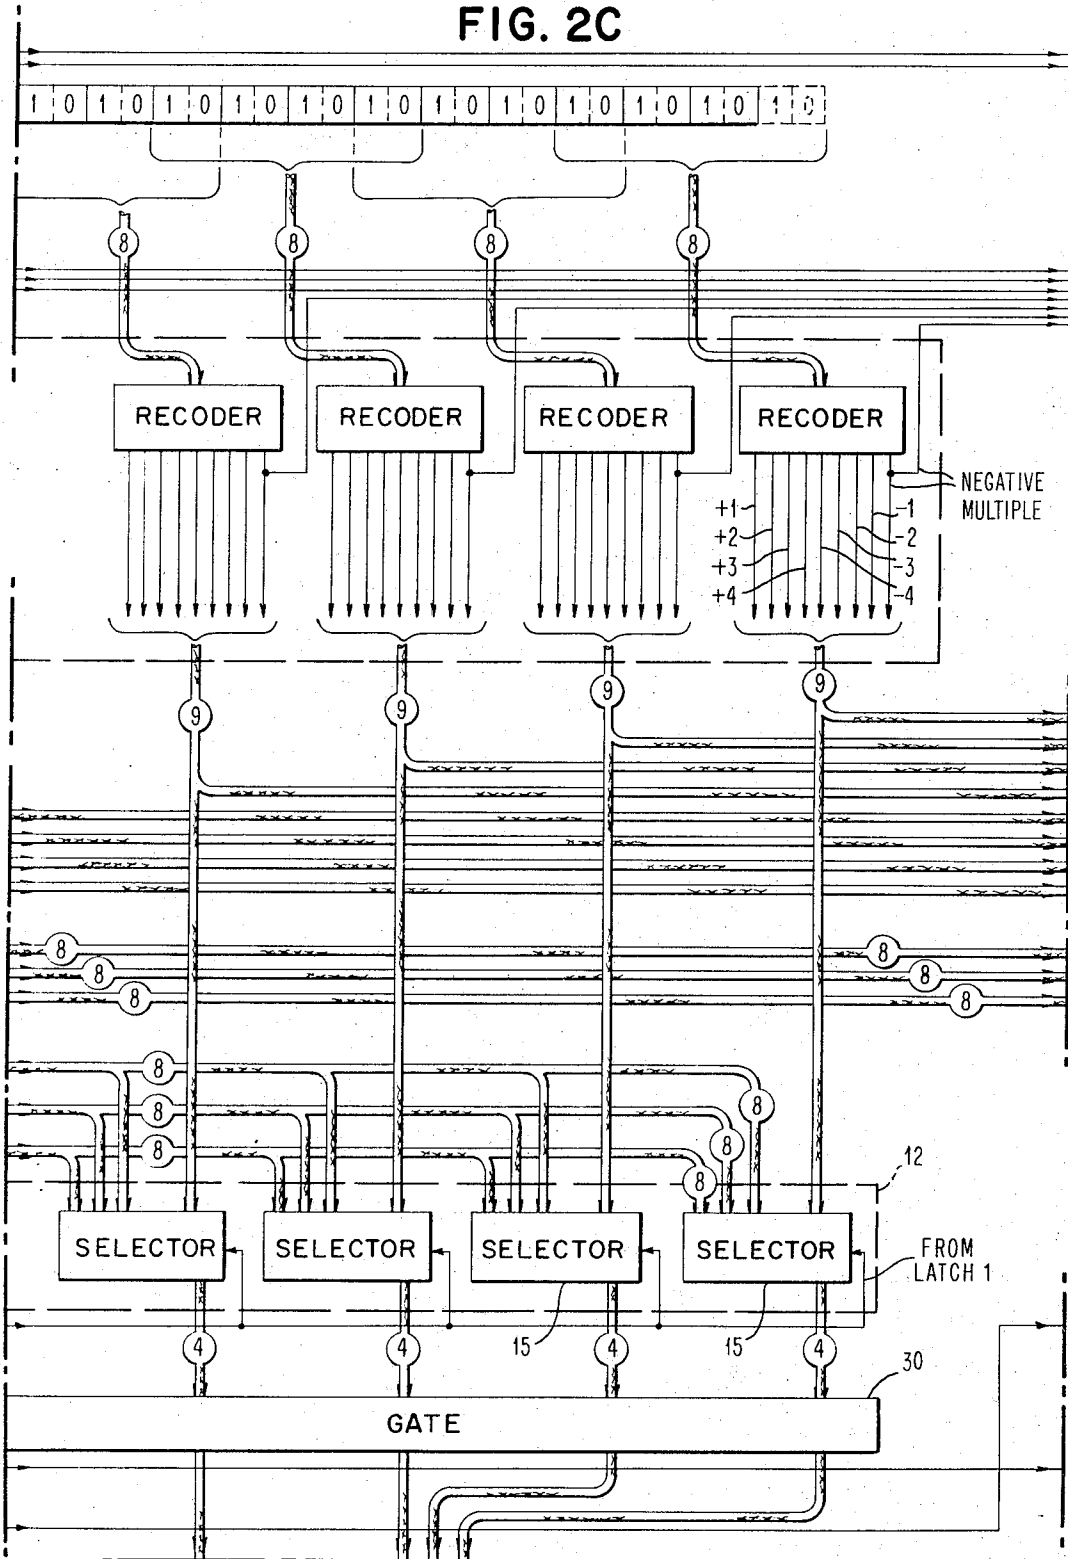 FIG. 2C
1 0 1 0 1 0 1 0 1 0 1 0 1 0 1 0 1 0 1 0 1 0 1 0
8 8 8 8
RECODER RECODER RECODER RECODER
NEGATIVE
MULTIPLE
+1 -1
+2 -2
+3 -3
+4 -4
9 9 9 9
8 8
8 8
8 8
8
8 8
8 8
8
12
SELECTOR SELECTOR SELECTOR SELECTOR
FROM
LATCH 1
15 15
4 4 4 4
30
GATE